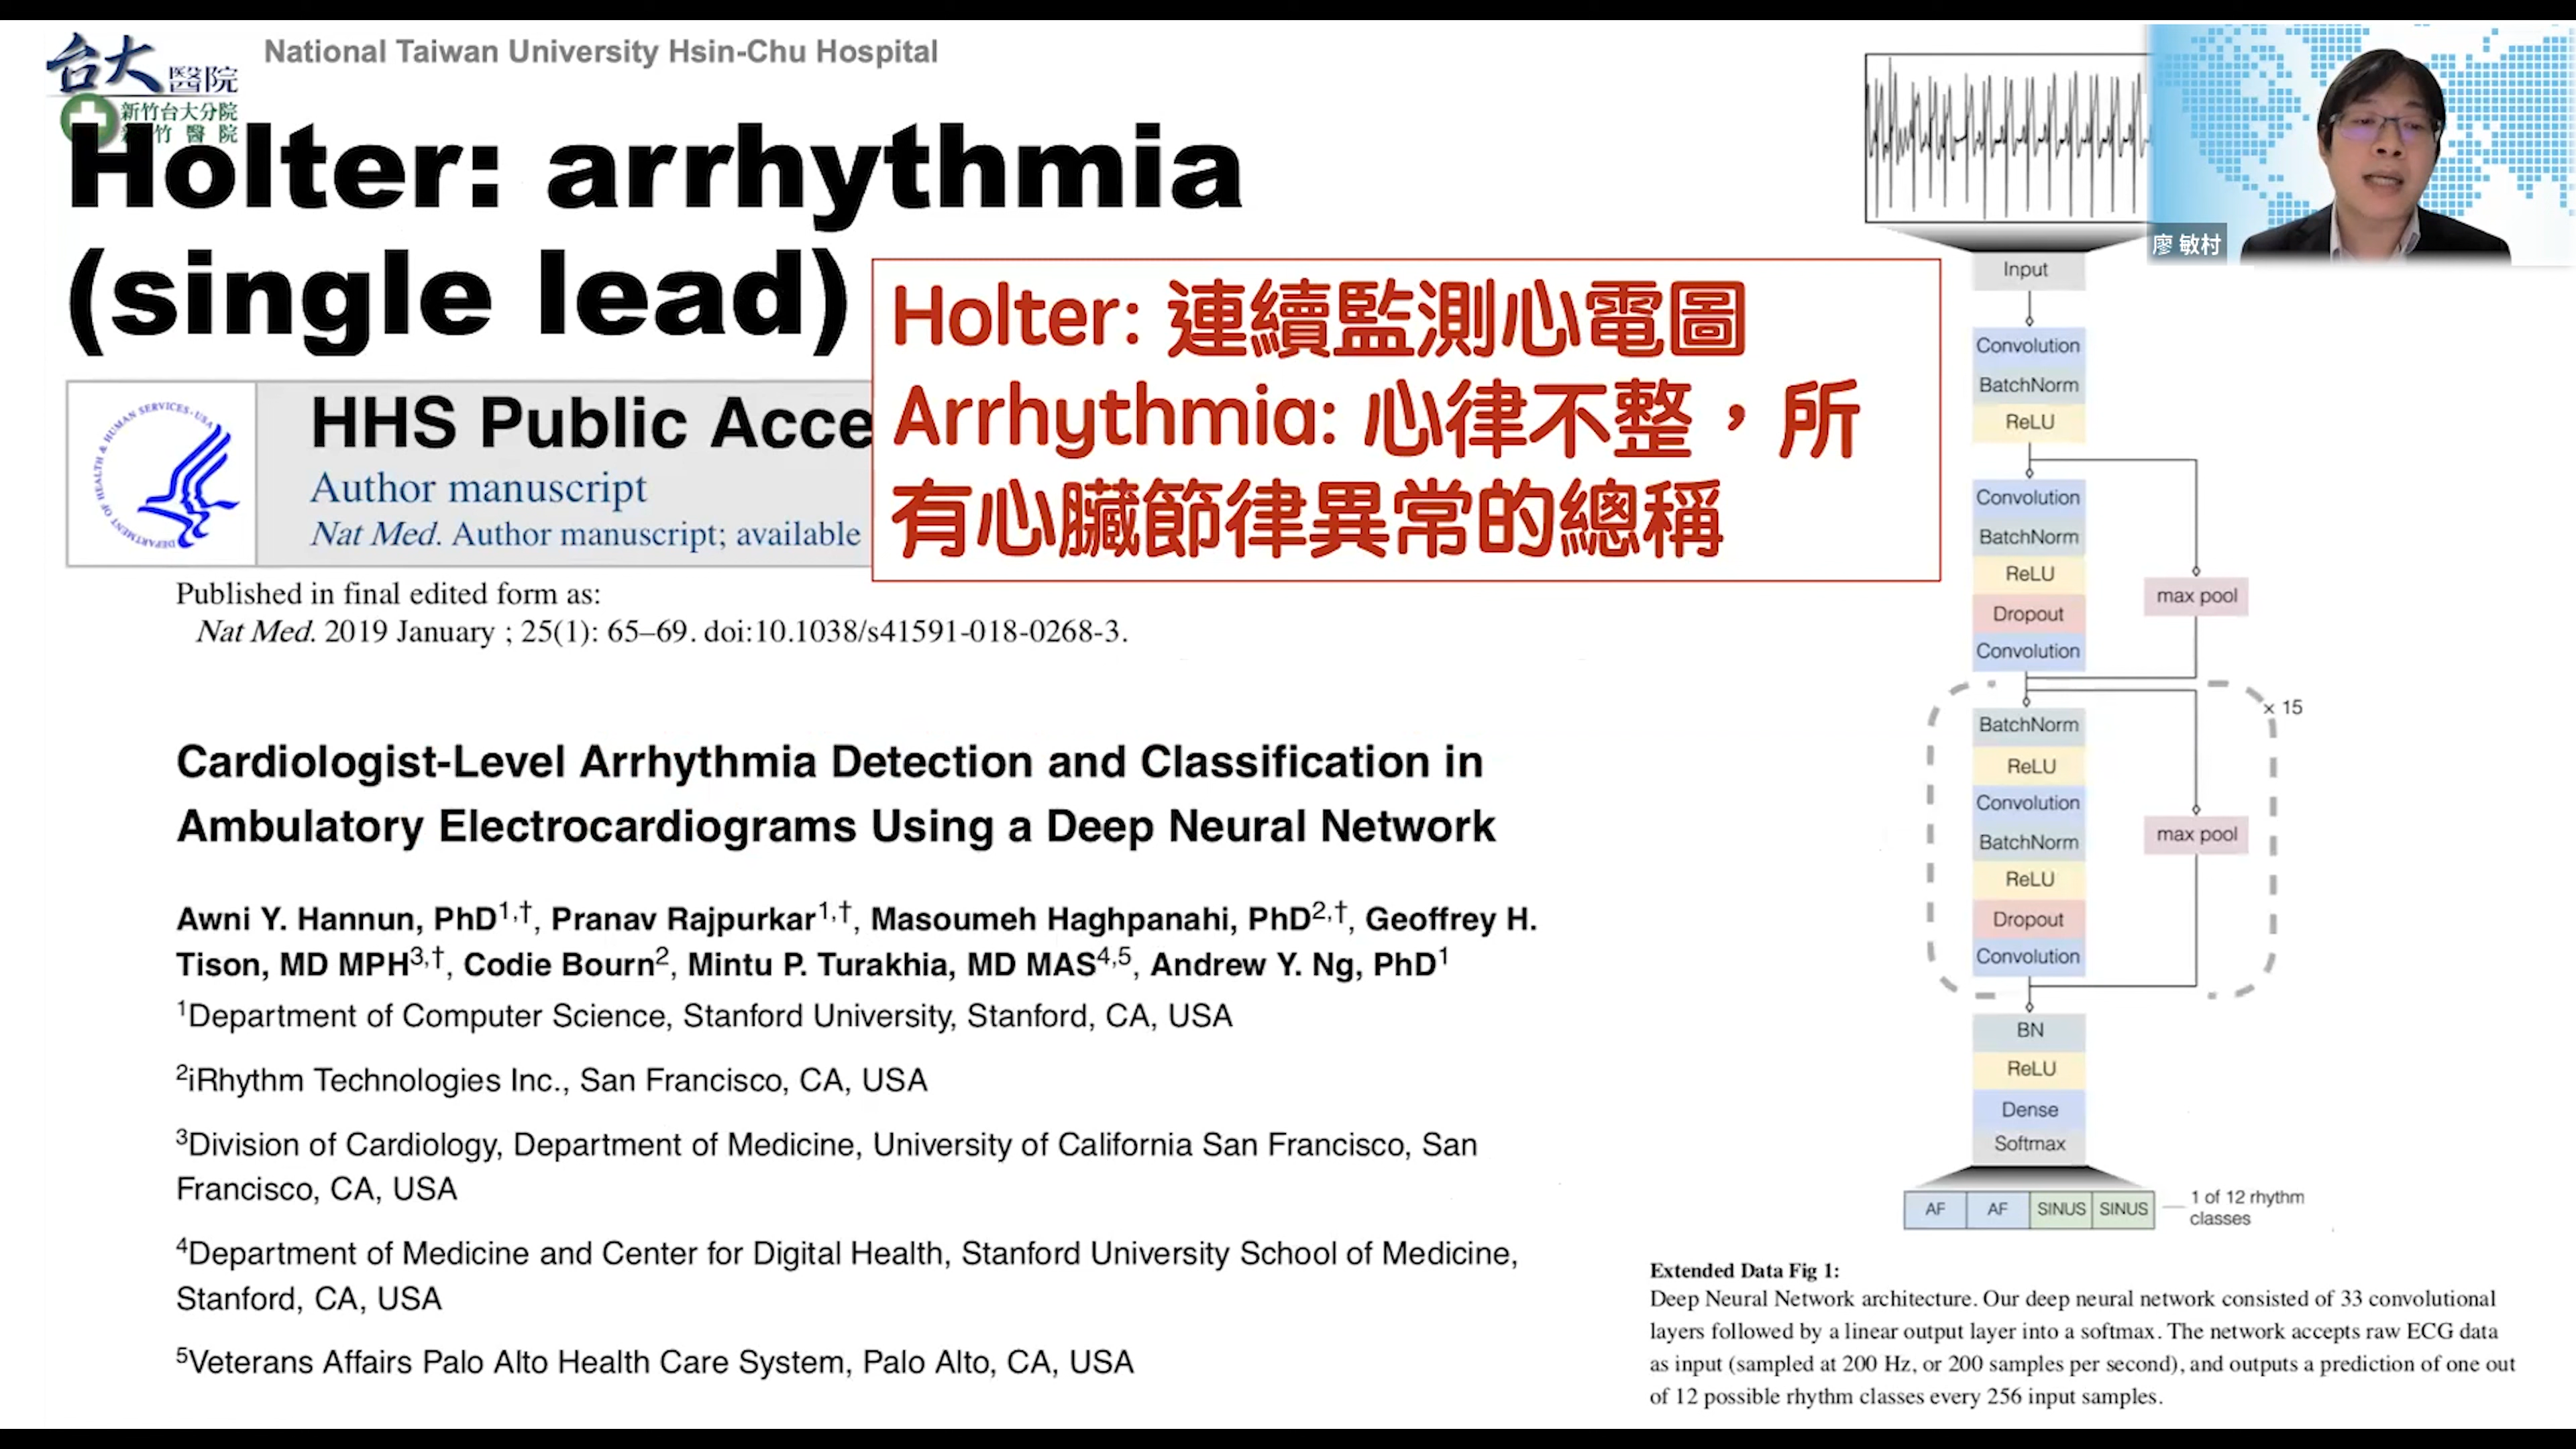 National Taiwan University Hsin-Chu Hospital
台大醫院
新竹台大分院
竹 醫 院
Holter: arrhythmia
(single lead)
Holter: 連續監測心電圖
Arrhythmia: 心律不整，所
有心臟節律異常的總稱
HHS Public Acce
Author manuscript
Nat Med. Author manuscript; available
DEPARTMENT OF HEALTH & HUMAN SERVICES·USA
Published in final edited form as:
Nat Med. 2019 January ; 25(1): 65–69. doi:10.1038/s41591-018-0268-3.
Cardiologist-Level Arrhythmia Detection and Classification in
Ambulatory Electrocardiograms Using a Deep Neural Network
Awni Y. Hannun, PhD1,†, Pranav Rajpurkar1,†, Masoumeh Haghpanahi, PhD2,†, Geoffrey H.
Tison, MD MPH3,†, Codie Bourn2, Mintu P. Turakhia, MD MAS4,5, Andrew Y. Ng, PhD1
1Department of Computer Science, Stanford University, Stanford, CA, USA
2iRhythm Technologies Inc., San Francisco, CA, USA
3Division of Cardiology, Department of Medicine, University of California San Francisco, San
Francisco, CA, USA
4Department of Medicine and Center for Digital Health, Stanford University School of Medicine,
Stanford, CA, USA
5Veterans Affairs Palo Alto Health Care System, Palo Alto, CA, USA
廖 敏村
Input
Convolution
BatchNorm
ReLU
Convolution
BatchNorm
ReLU
Dropout
Convolution
max pool
× 15
BatchNorm
ReLU
Convolution
BatchNorm
ReLU
Dropout
Convolution
max pool
BN
ReLU
Dense
Softmax
AF AF SINUS SINUS
1 of 12 rhythm
classes
Extended Data Fig 1:
Deep Neural Network architecture. Our deep neural network consisted of 33 convolutional
layers followed by a linear output layer into a softmax. The network accepts raw ECG data
as input (sampled at 200 Hz, or 200 samples per second), and outputs a prediction of one out
of 12 possible rhythm classes every 256 input samples.